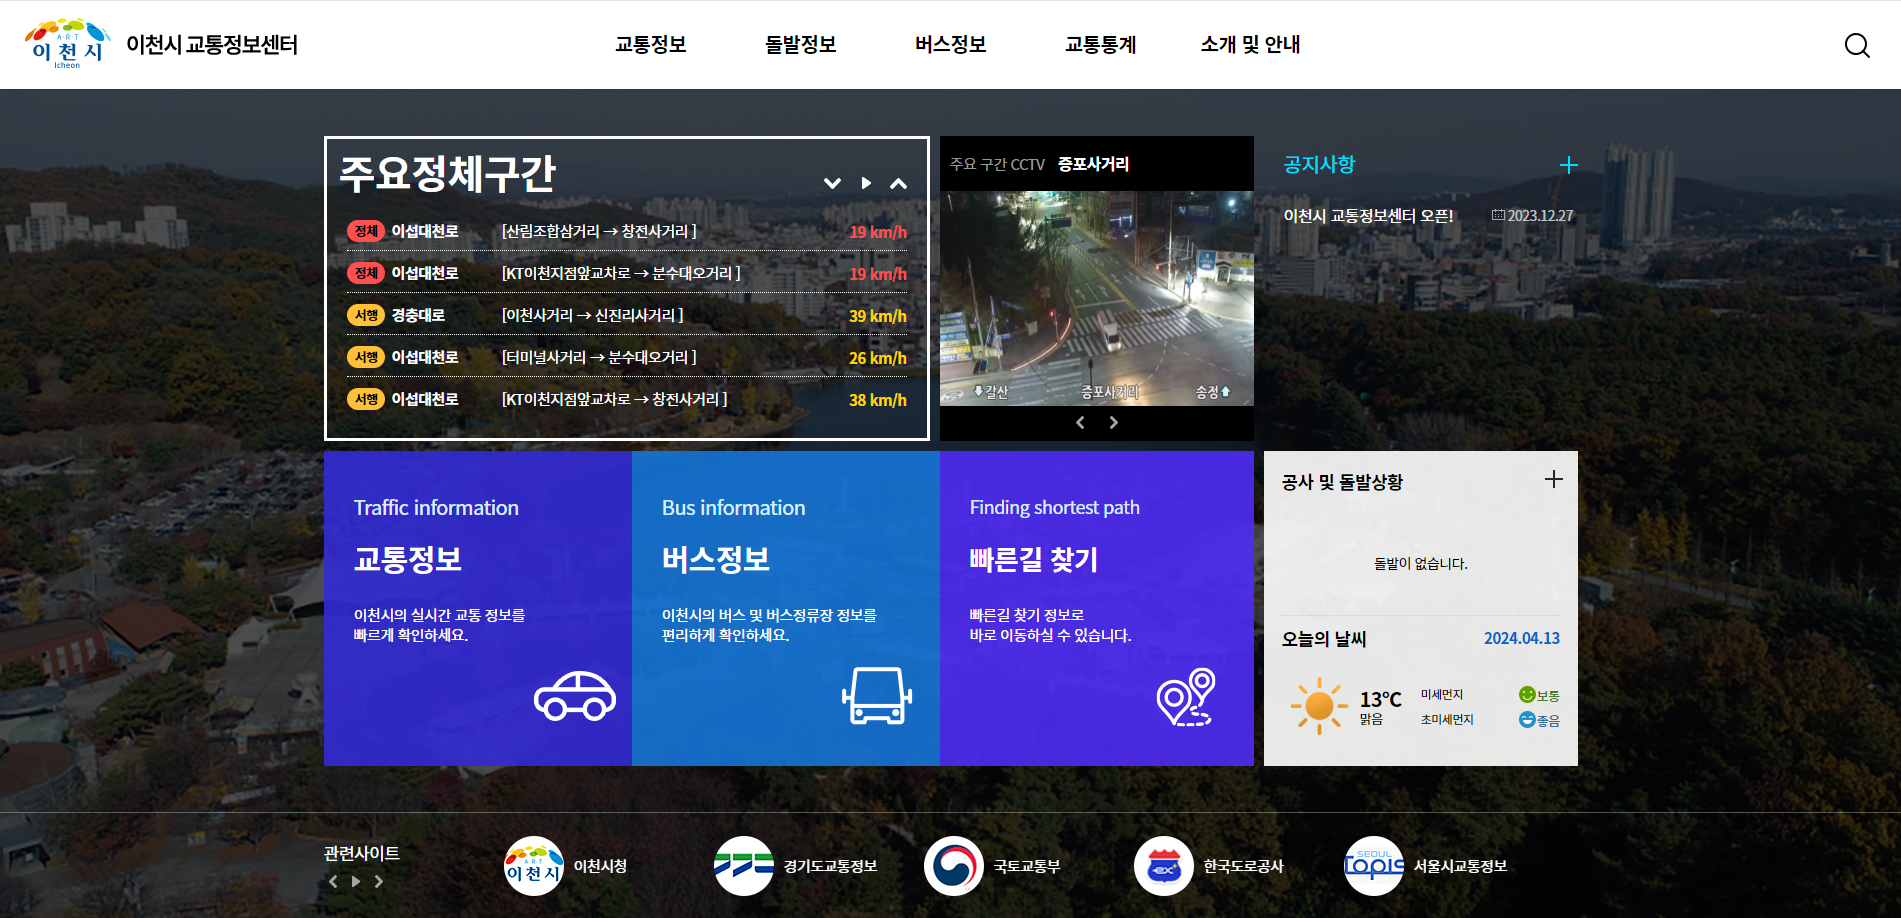 A·R·T
이천시
Icheon
이천시 교통정보센터
교통정보
돌발정보
버스정보
교통통계
소개 및 안내
주요정체구간
정체 이섭대천로 [산림조합삼거리 → 창전사거리 ] 19 km/h
정체 이섭대천로 [KT이천지점앞교차로 → 분수대오거리 ] 19 km/h
서행 경충대로 [이천사거리 → 신진리사거리 ] 39 km/h
서행 이섭대천로 [터미널사거리 → 분수대오거리 ] 26 km/h
서행 이섭대천로 [KT이천지점앞교차로 → 창전사거리 ] 38 km/h
주요 구간 CCTV 증포사거리
갈산 증포사거리 송정
공지사항
이천시 교통정보센터 오픈! 2023.12.27
Traffic information
교통정보
이천시의 실시간 교통 정보를
빠르게 확인하세요.
Bus information
버스정보
이천시의 버스 및 버스정류장 정보를
편리하게 확인하세요.
Finding shortest path
빠른길 찾기
빠른길 찾기 정보로
바로 이동하실 수 있습니다.
공사 및 돌발상황
돌발이 없습니다.
오늘의 날씨 2024.04.13
13℃
맑음
미세먼지 보통
초미세먼지 좋음
관련사이트
A·R·T
이천시
이천시청
경기도교통정보
국토교통부
ex
한국도로공사
SEOUL
topis
서울시교통정보